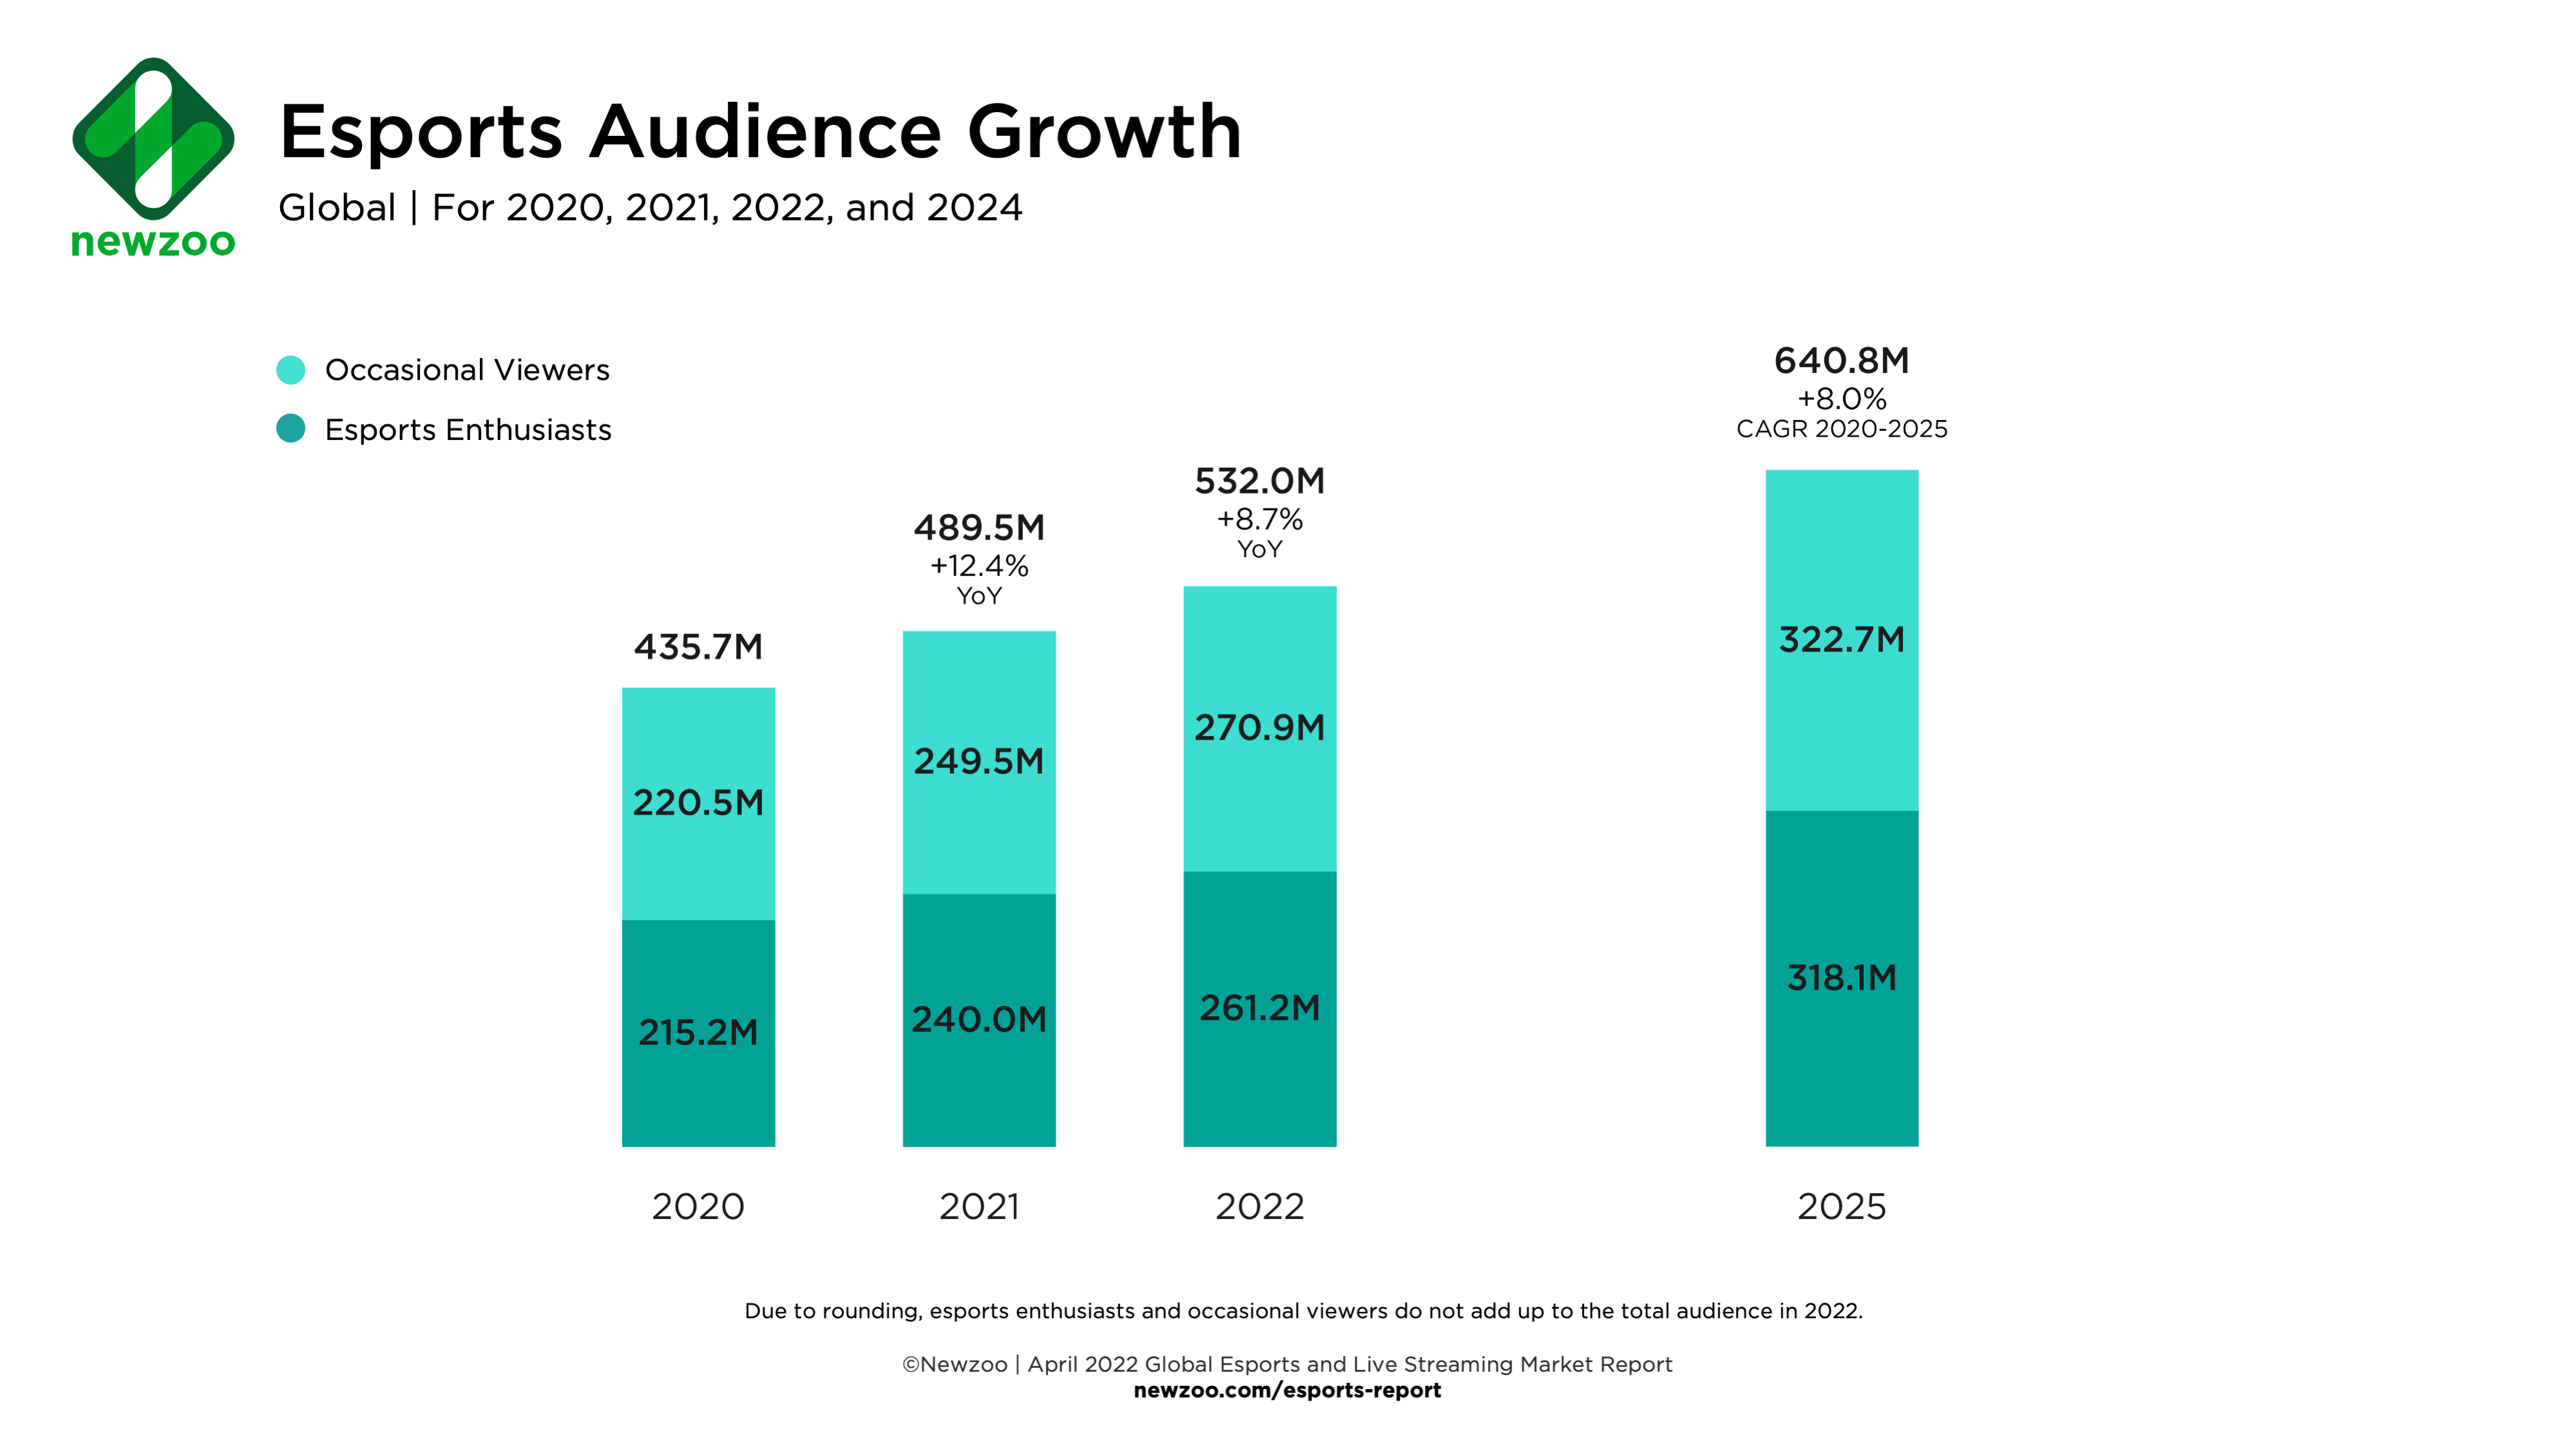 newzoo
Esports Audience Growth
Global | For 2020, 2021, 2022, and 2024
Occasional Viewers
Esports Enthusiasts
435.7M
220.5M
215.2M
2020
489.5M
+12.4%
YoY
249.5M
240.0M
2021
532.0M
+8.7%
YoY
270.9M
261.2M
2022
640.8M
+8.0%
CAGR 2020-2025
322.7M
318.1M
2025
Due to rounding, esports enthusiasts and occasional viewers do not add up to the total audience in 2022.
©Newzoo | April 2022 Global Esports and Live Streaming Market Report
newzoo.com/esports-report